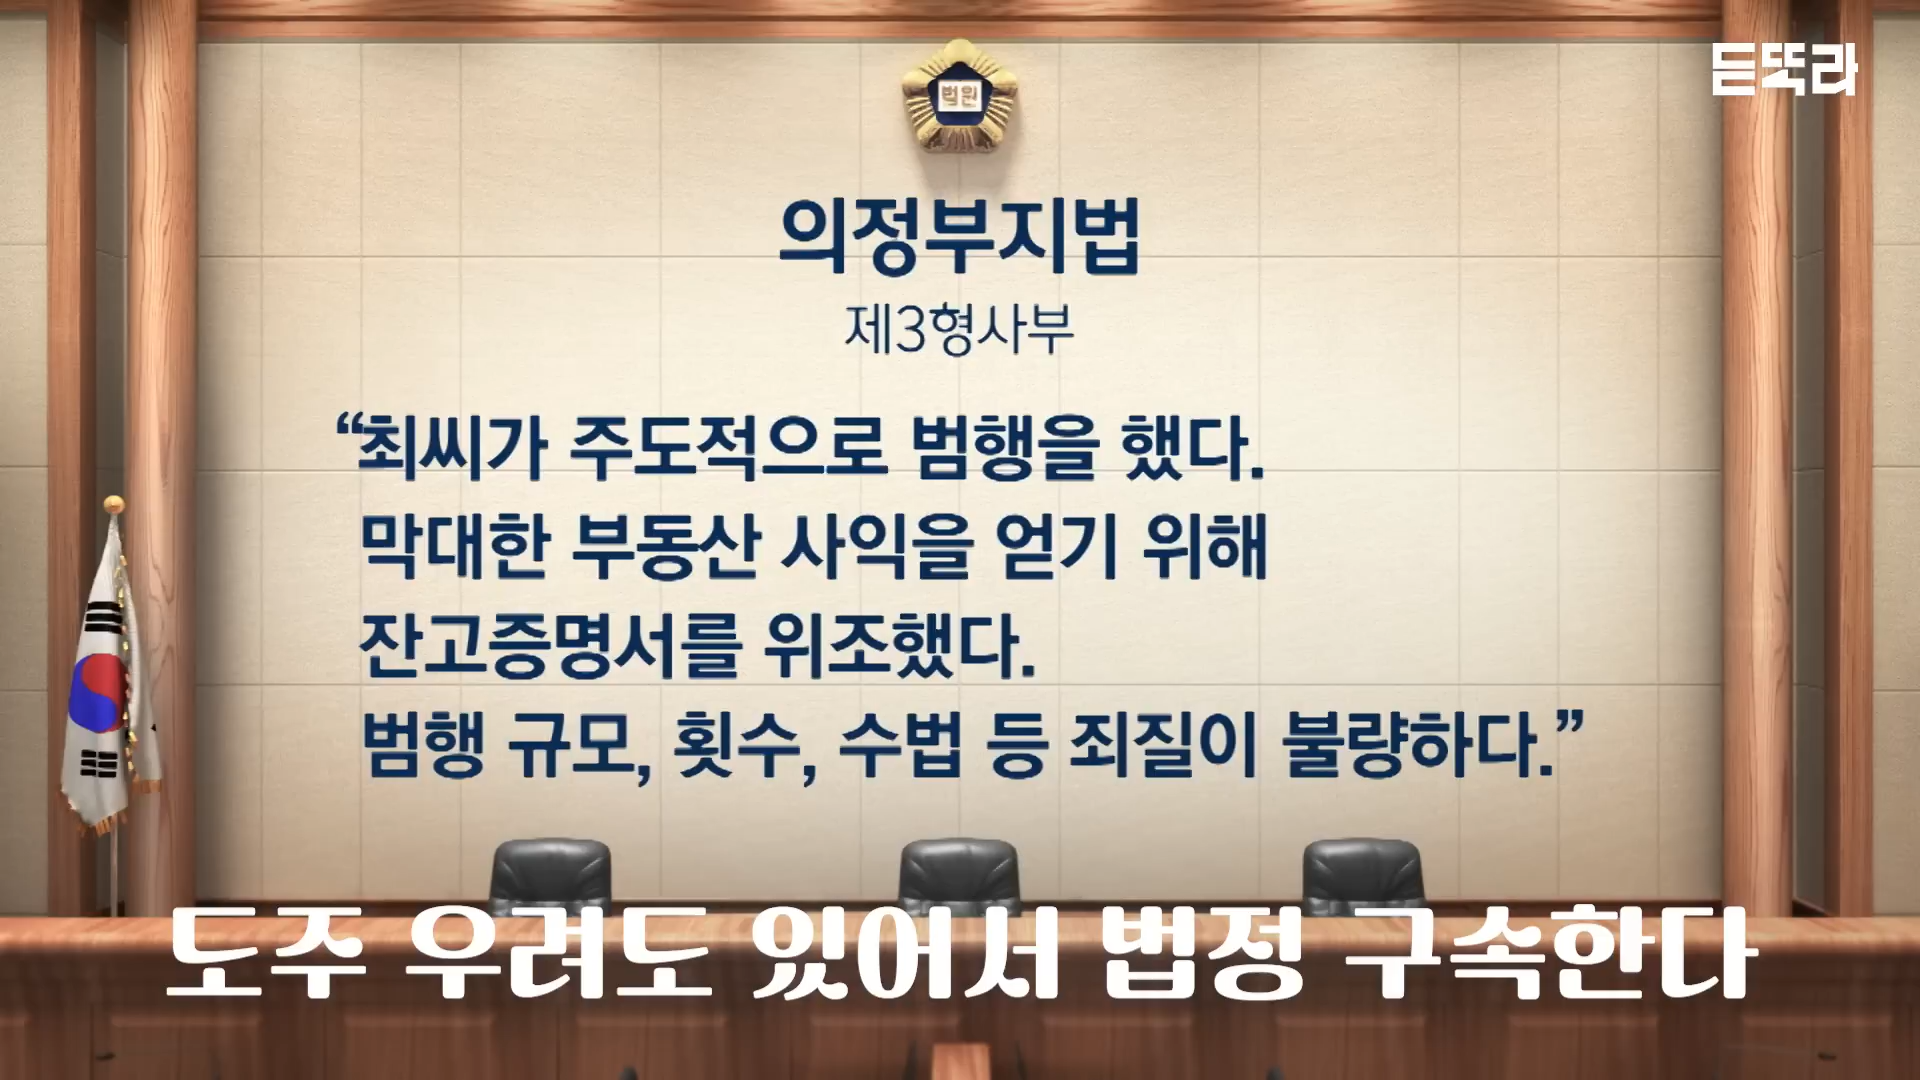 듣똑라
법원
의정부지법
제3형사부
“최씨가 주도적으로 범행을 했다.
막대한 부동산 사익을 얻기 위해
잔고증명서를 위조했다.
범행 규모, 횟수, 수법 등 죄질이 불량하다.”
도주 우려도 있어서 법정 구속한다